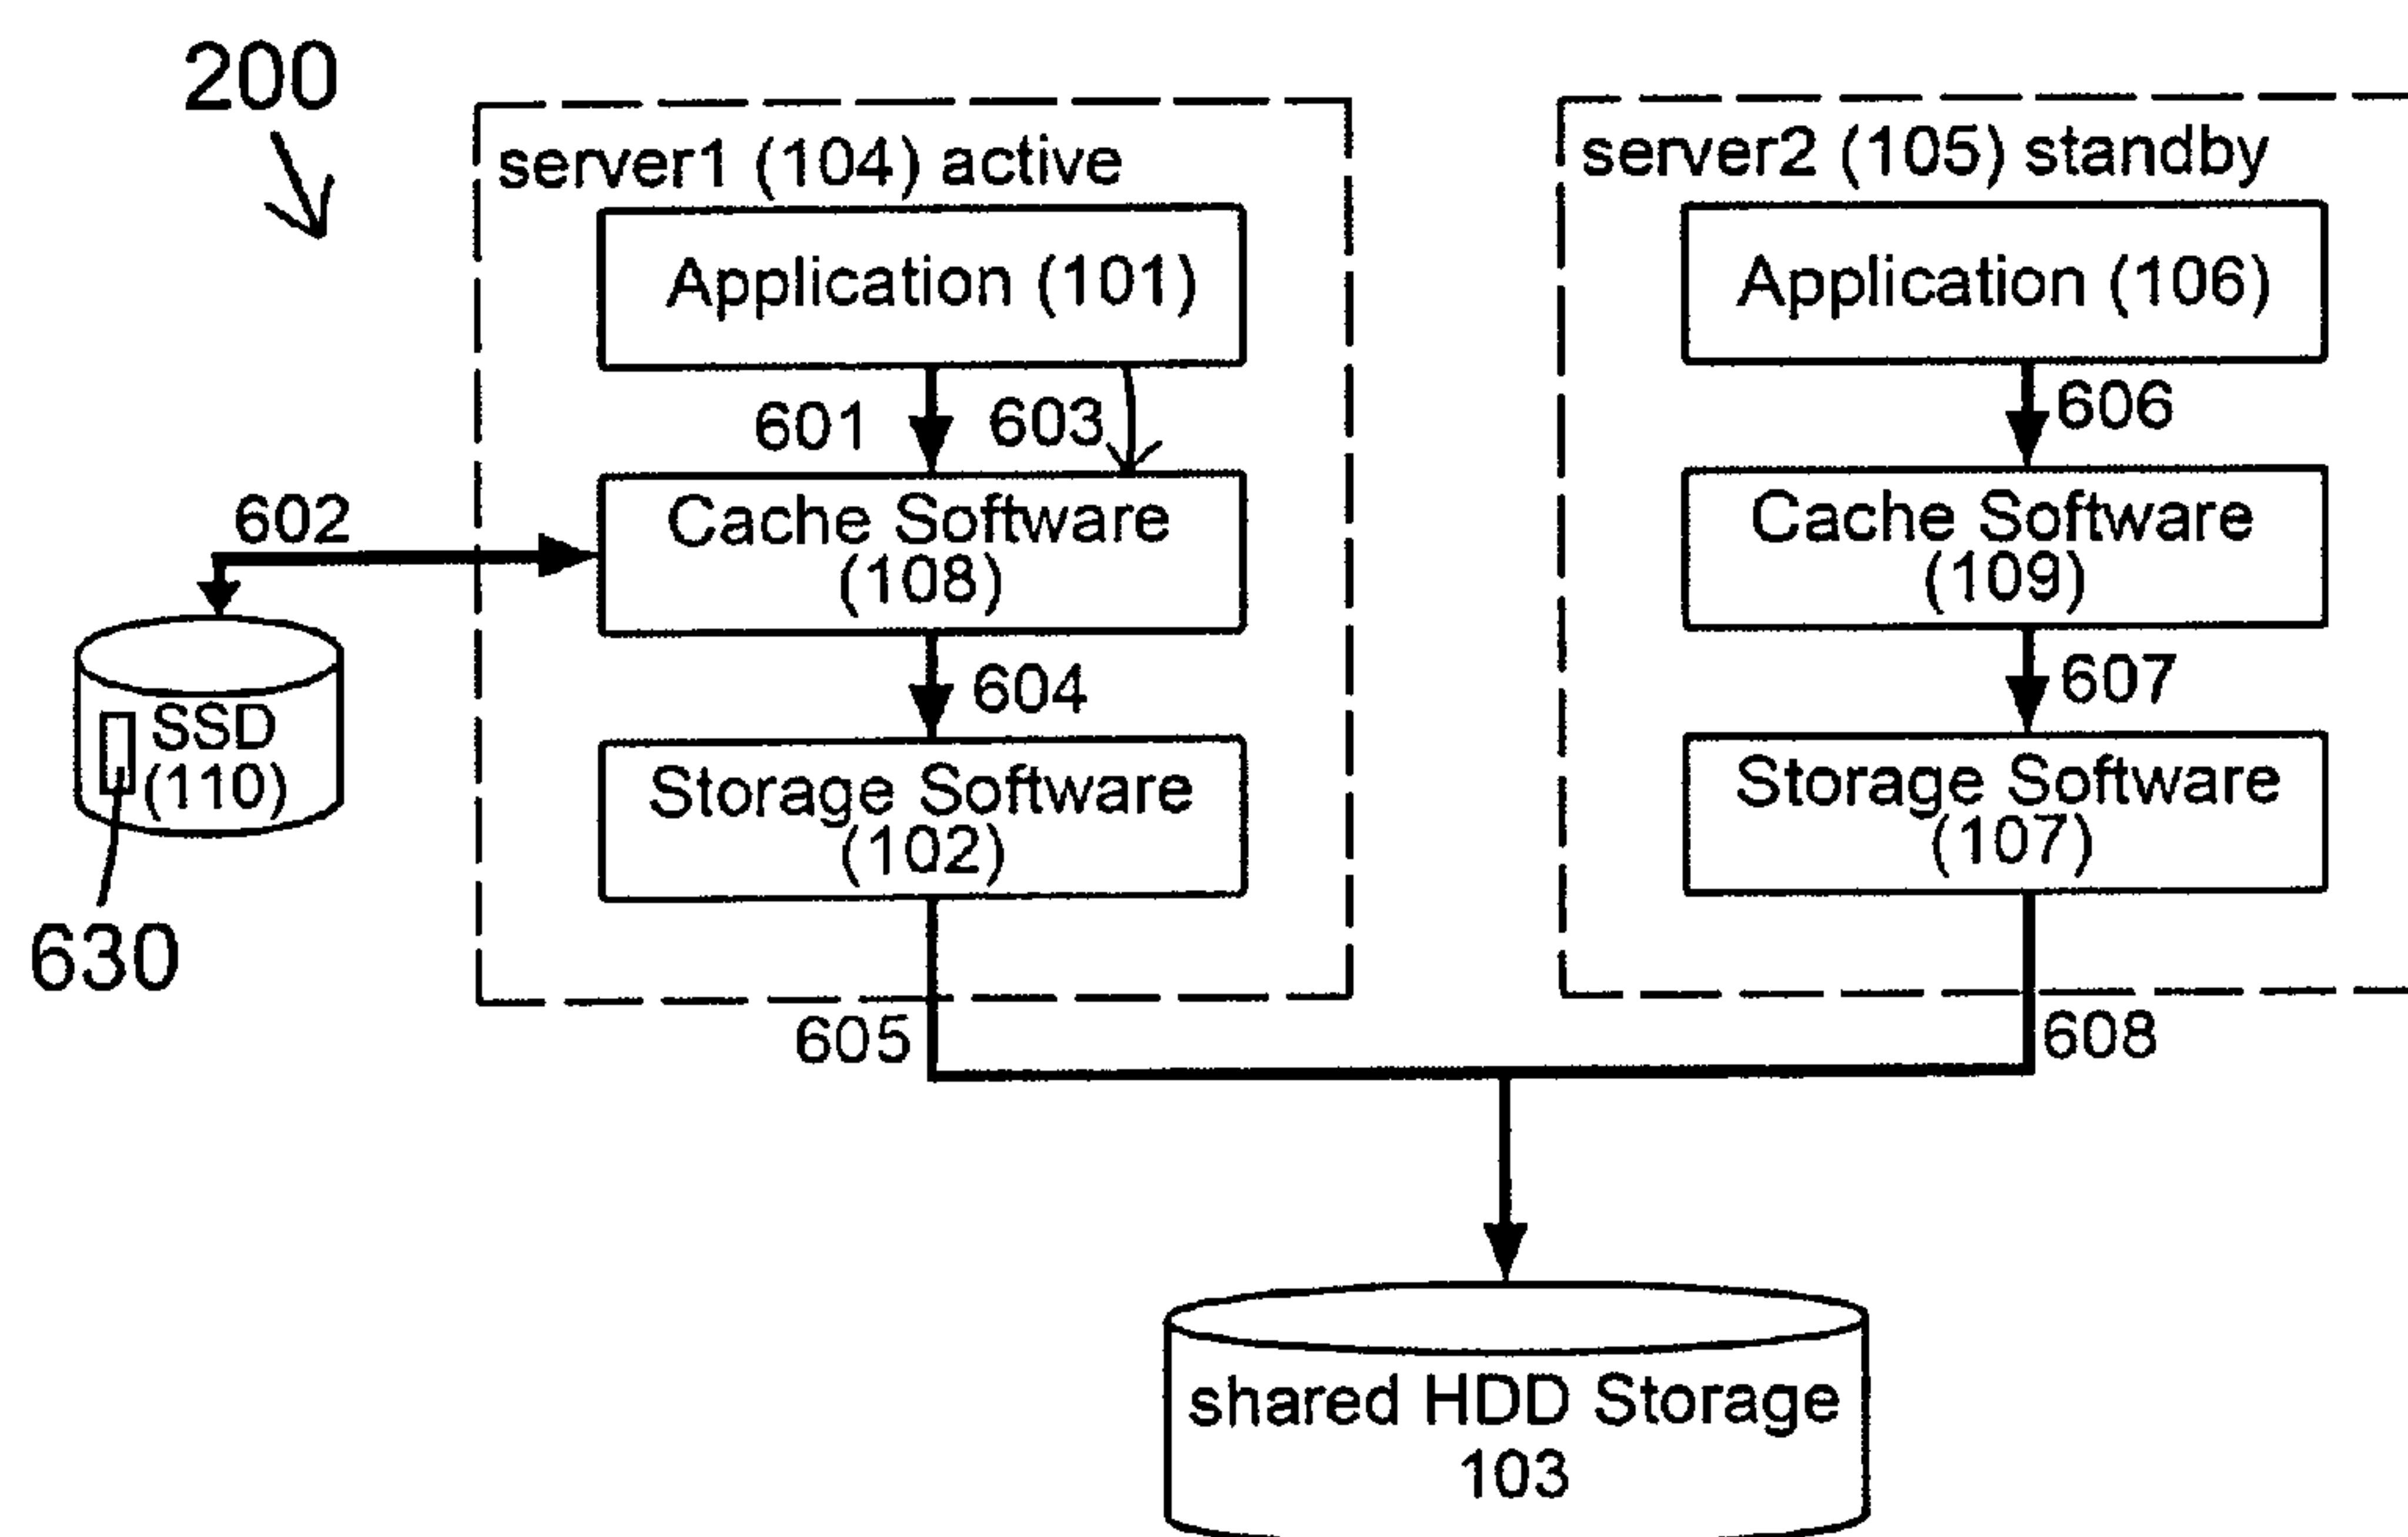 200
server1 (104) active
Application (101)
601
603
602
Cache Software
(108)
604
Storage Software
(102)
SSD
(110)
630
605
server2 (105) standby
Application (106)
606
Cache Software
(109)
607
Storage Software
(107)
608
shared HDD Storage
103